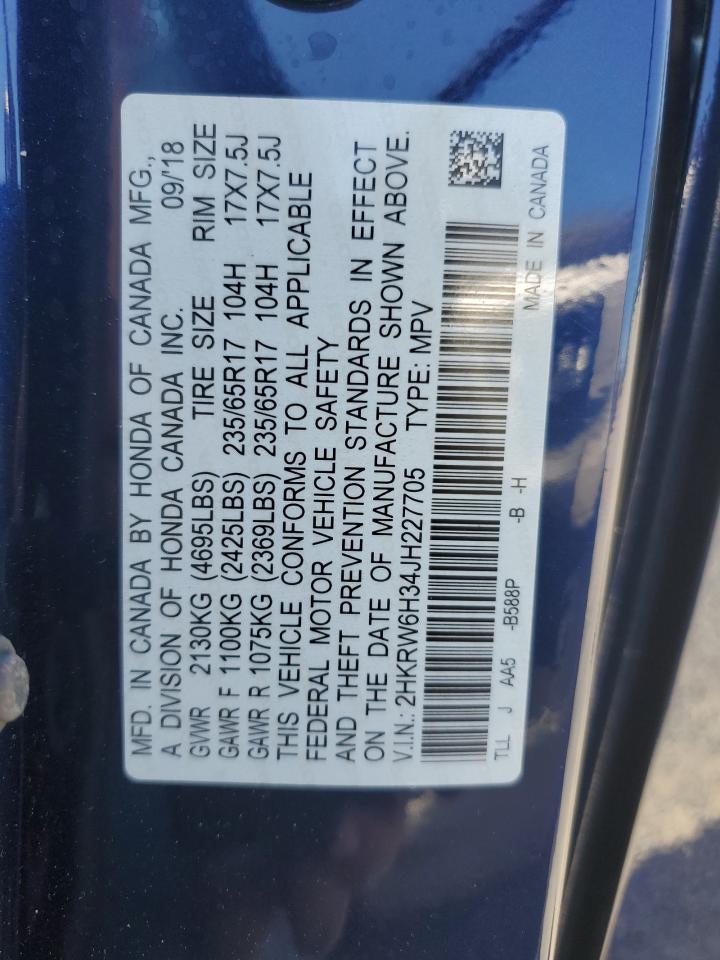 MFD. IN CANADA BY HONDA OF CANADA MFG.,
A DIVISION OF HONDA CANADA INC. 09/'18
GVWR 2130KG (4695LBS) TIRE SIZE RIM SIZE
GAWR F 1100KG (2425LBS) 235/65R17 104H 17X7.5J
GAWR R 1075KG (2369LBS) 235/65R17 104H 17X7.5J
THIS VEHICLE CONFORMS TO ALL APPLICABLE
FEDERAL MOTOR VEHICLE SAFETY
AND THEFT PREVENTION STANDARDS IN EFFECT
ON THE DATE OF MANUFACTURE SHOWN ABOVE.
V.I.N.: 2HKRW6H34JH227705 TYPE: MPV
TLL J AA5 -B588P -B -H
MADE IN CANADA